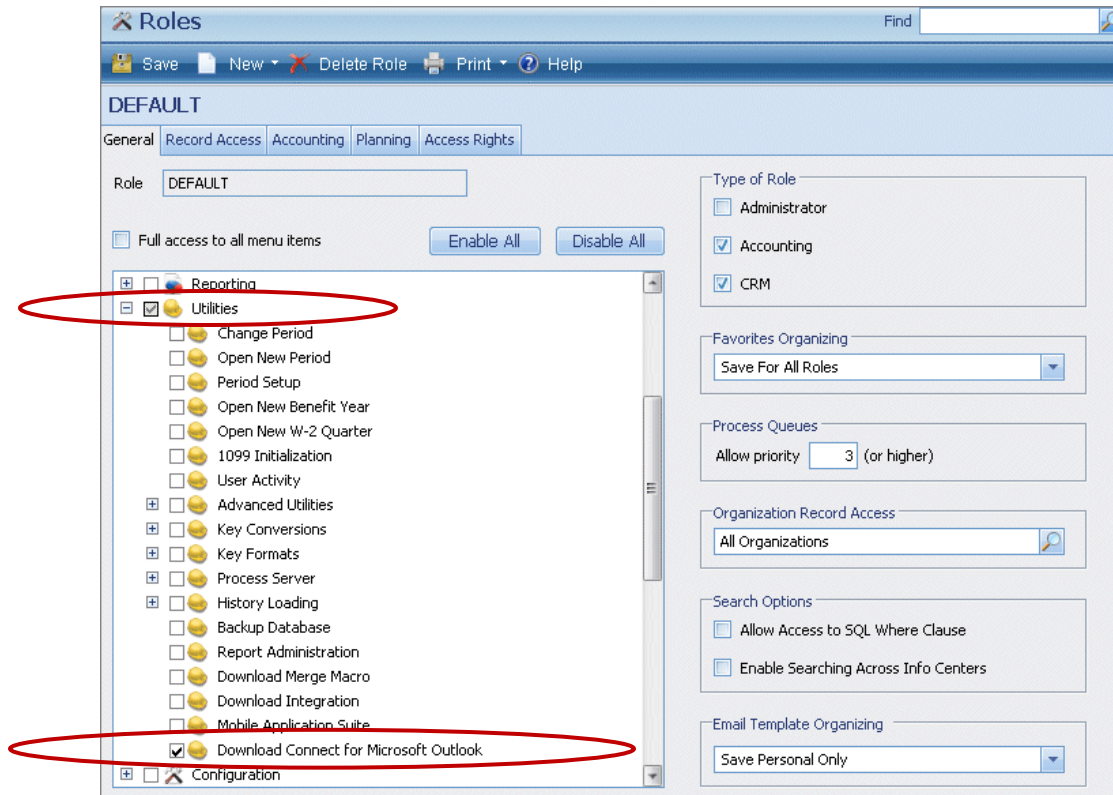 Roles
Find
Save New Delete Role Print Help
DEFAULT
General Record Access Accounting Planning Access Rights
Role DEFAULT
Full access to all menu items Enable All Disable All
Reporting
Utilities
Change Period
Open New Period
Period Setup
Open New Benefit Year
Open New W-2 Quarter
1099 Initialization
User Activity
Advanced Utilities
Key Conversions
Key Formats
Process Server
History Loading
Backup Database
Report Administration
Download Merge Macro
Download Integration
Mobile Application Suite
Download Connect for Microsoft Outlook
Configuration
Type of Role
Administrator
Accounting
CRM
Favorites Organizing
Save For All Roles
Process Queues
Allow priority 3 (or higher)
Organization Record Access
All Organizations
Search Options
Allow Access to SQL Where Clause
Enable Searching Across Info Centers
Email Template Organizing
Save Personal Only